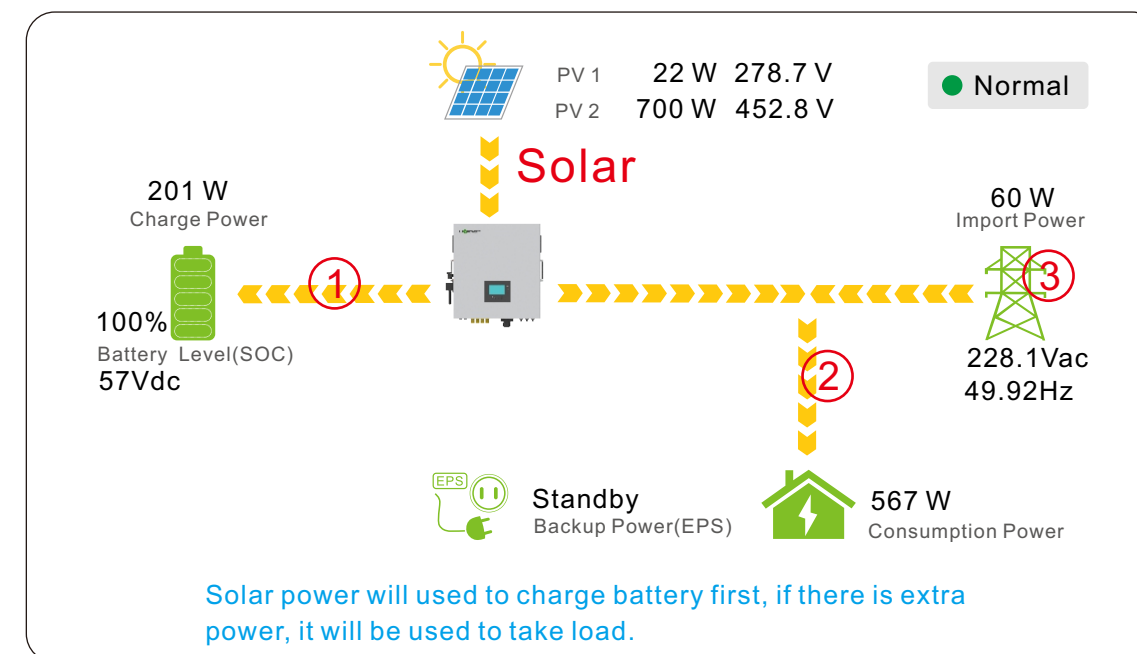 PV 1 22 W 278.7 V
PV 2 700 W 452.8 V
Normal
Solar
201 W
Charge Power
60 W
Import Power
1
3
100%
Battery Level(SOC)
57Vdc
228.1Vac
49.92Hz
2
EPS
Standby
Backup Power(EPS)
567 W
Consumption Power
Solar power will used to charge battery first, if there is extra
power, it will be used to take load.